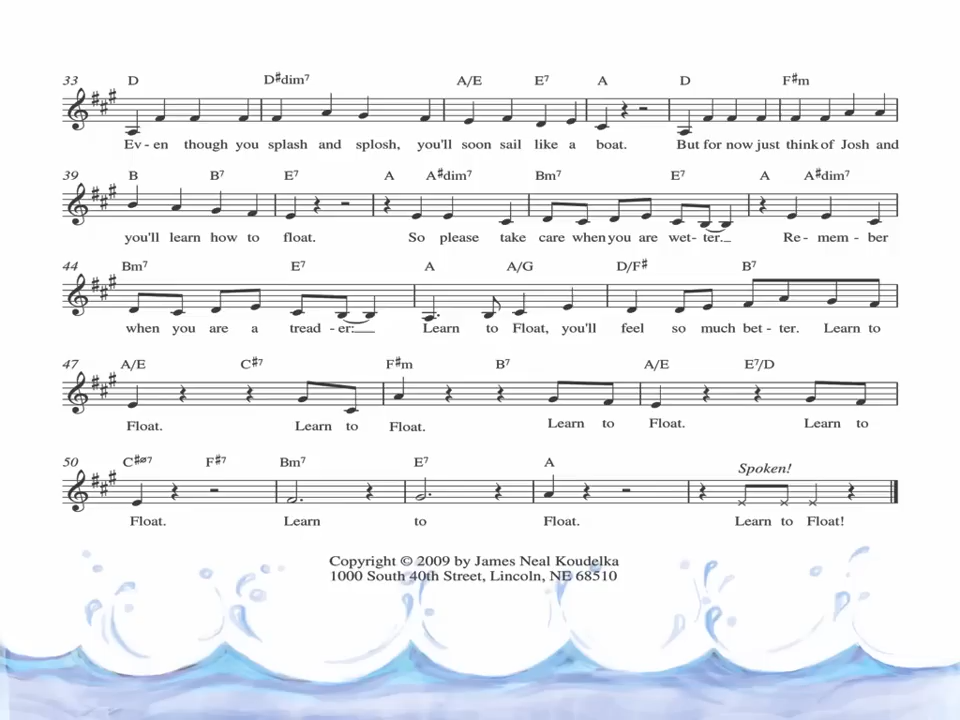 33 D D#dim7 A/E E7 A D F#m
Ev - en though you splash and splosh, you'll soon sail like a boat. But for now just think of Josh and
39 B B7 E7 A A#dim7 Bm7 E7 A A#dim7
you'll learn how to float. So please take care when you are wet - ter. Re - mem - ber
44 Bm7 E7 A A/G D/F# B7
when you are a tread - er: Learn to Float, you'll feel so much bet - ter. Learn to
47 A/E C#7 F#m B7 A/E E7/D
Float. Learn to Float. Learn to Float. Learn to
50 C#ø7 F#7 Bm7 E7 A Spoken!
Float. Learn to Float. Learn to Float!
Copyright © 2009 by James Neal Koudelka
1000 South 40th Street, Lincoln, NE 68510